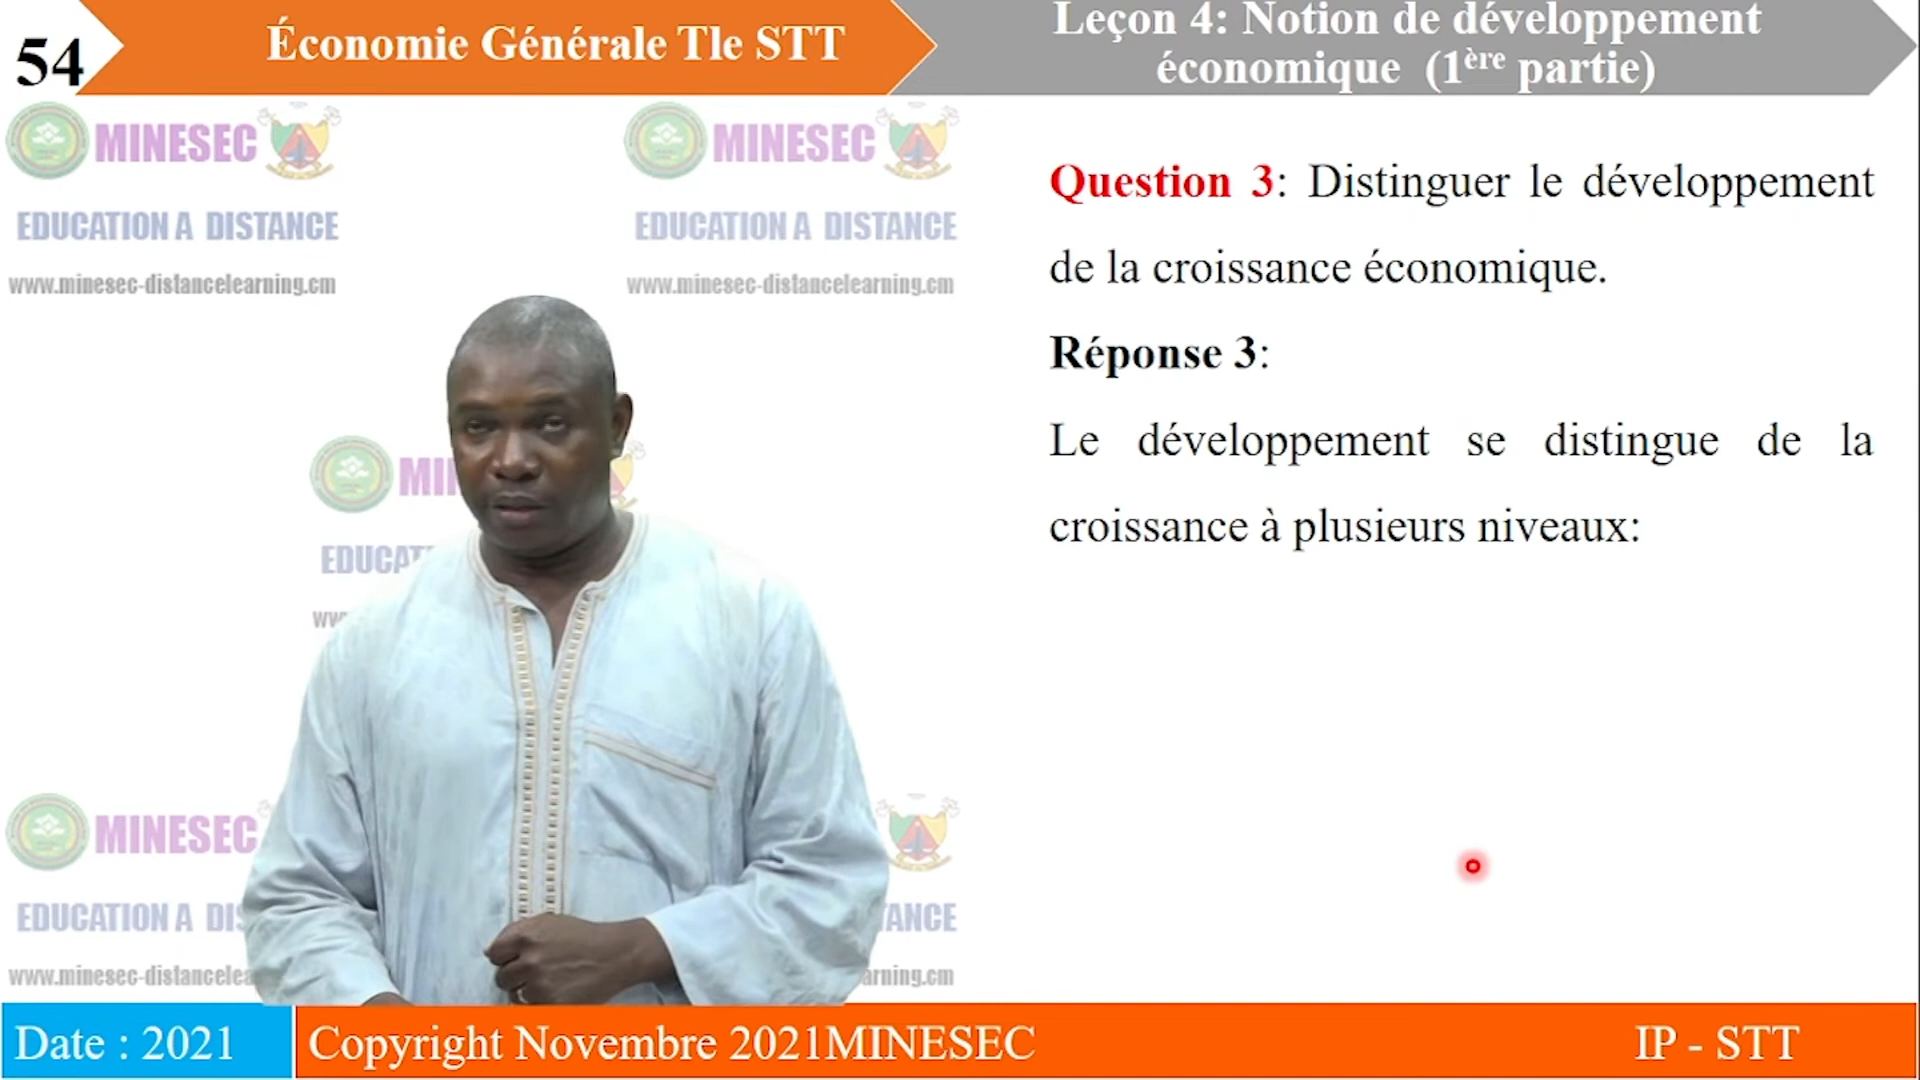 54
Économie Générale Tle STT
Leçon 4: Notion de développement
économique (1ère partie)
MINESEC
EDUCATION A DISTANCE
www.minesec-distancelearning.cm
MINESEC
EDUCATION A DISTANCE
www.minesec-distancelearning.cm
Question 3: Distinguer le développement
de la croissance économique.
Réponse 3:
Le développement se distingue de la
croissance à plusieurs niveaux:
MINESEC
Date : 2021
Copyright Novembre 2021MINESEC
IP - STT